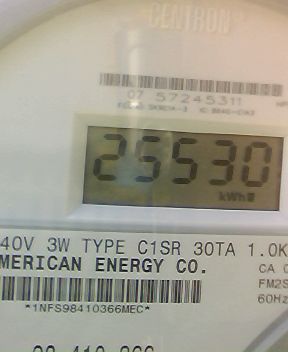 CENTRON
07 57245311
25530
kWh
40V 3W TYPE C1SR 30TA 1.0K
MERICAN ENERGY CO.
CA 0
FM2S
60Hz
*1NFS98410366MEC*